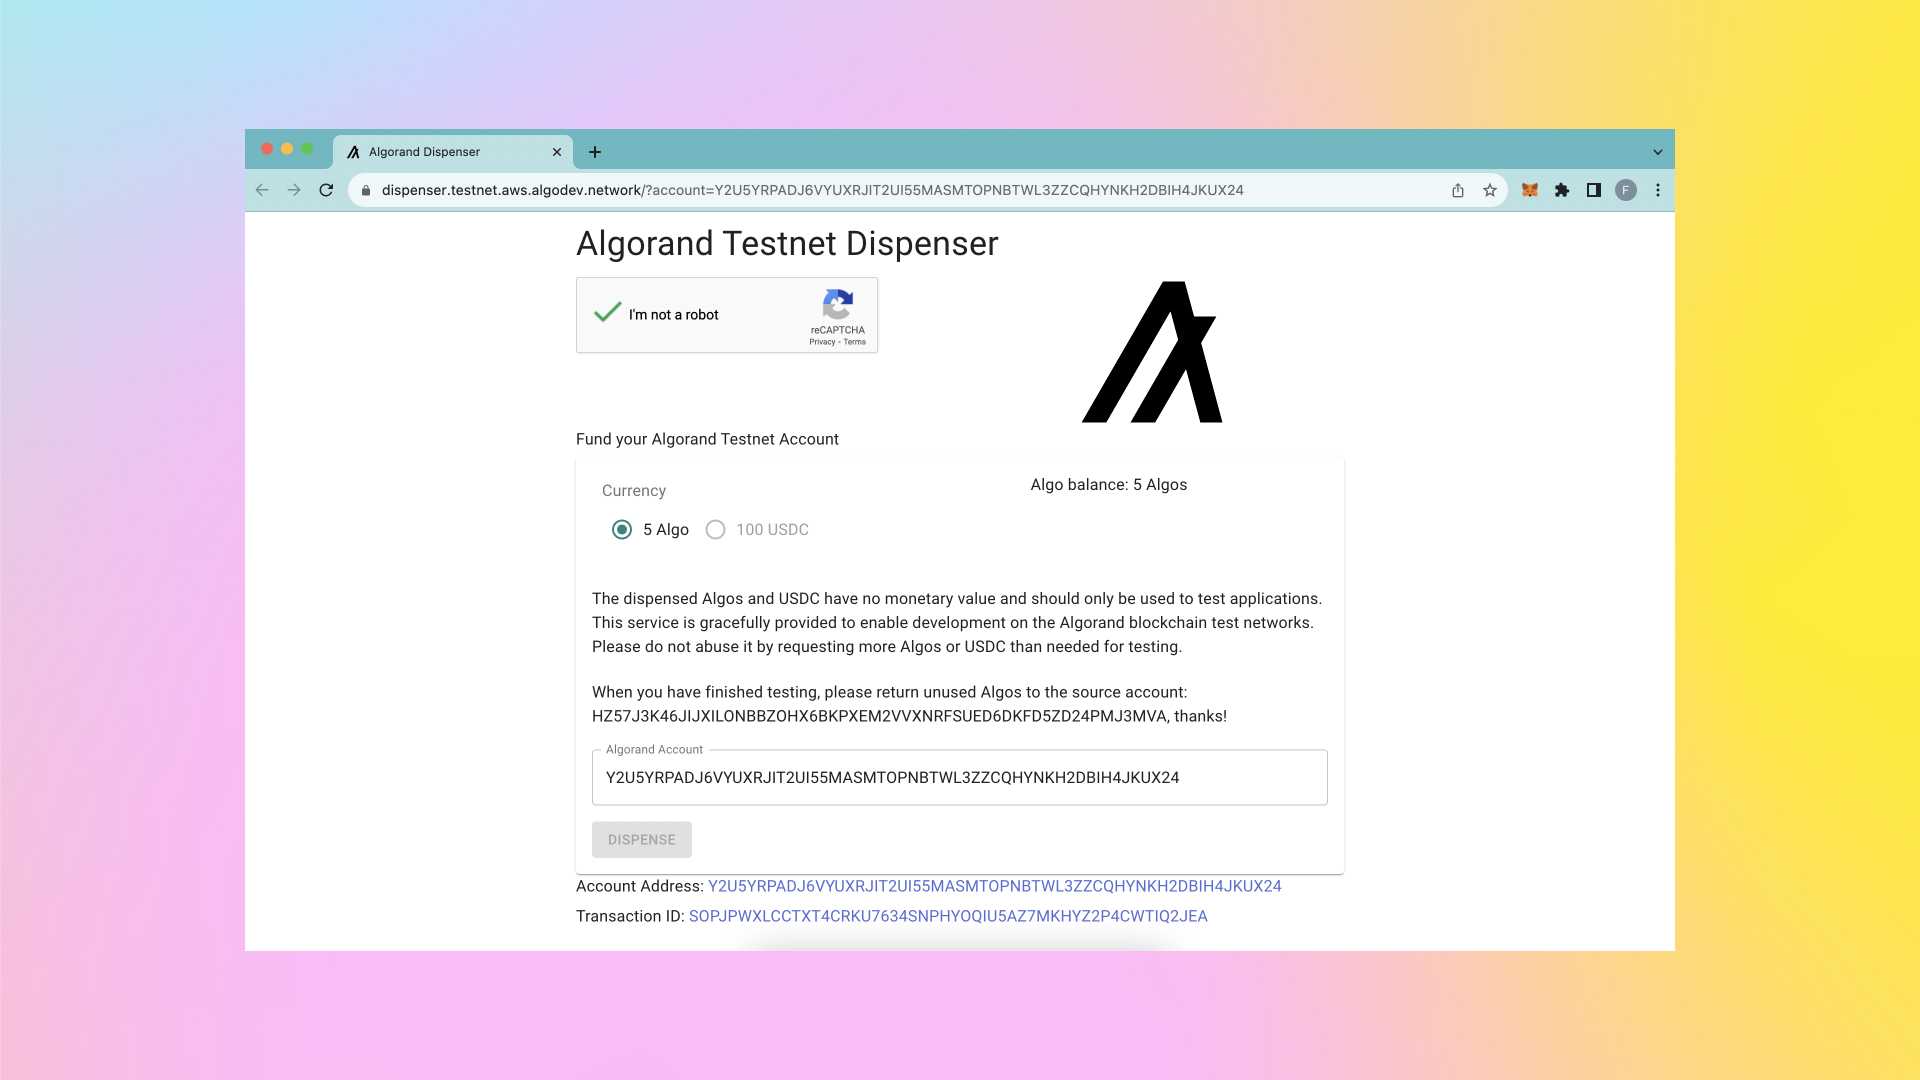 Algorand Dispenser
dispenser.testnet.aws.algodev.network/?account=Y2U5YRPADJ6VYUXRJIT2UI55MASMTOPNBTWL3ZZCQHYNKH2DBIH4JKUX24
F
Algorand Testnet Dispenser
I'm not a robot
reCAPTCHA
Privacy - Terms
Fund your Algorand Testnet Account
Currency
Algo balance: 5 Algos
5 Algo 100 USDC
The dispensed Algos and USDC have no monetary value and should only be used to test applications.
This service is gracefully provided to enable development on the Algorand blockchain test networks.
Please do not abuse it by requesting more Algos or USDC than needed for testing.
When you have finished testing, please return unused Algos to the source account:
HZ57J3K46JIJXILONBBZOHX6BKPXEM2VVXNRFSUED6DKFD5ZD24PMJ3MVA, thanks!
Algorand Account
Y2U5YRPADJ6VYUXRJIT2UI55MASMTOPNBTWL3ZZCQHYNKH2DBIH4JKUX24
DISPENSE
Account Address: Y2U5YRPADJ6VYUXRJIT2UI55MASMTOPNBTWL3ZZCQHYNKH2DBIH4JKUX24
Transaction ID: SOPJPWXLCCTXT4CRKU7634SNPHYOQIU5AZ7MKHYZ2P4CWTIQ2JEA